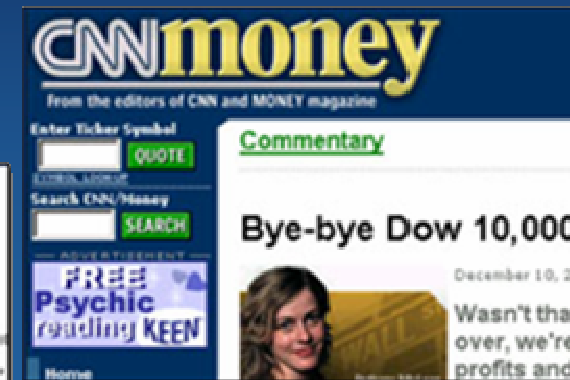 CNNmoney
from the editors of CNN and MONEY magazine
Enter Ticker Symbol
QUOTE
SYMBOL LOOKUP
Search CNN/Money
SEARCH
ADVERTISEMENT
FREE
Psychic
reading KEEN
Home
Commentary
Bye-bye Dow 10,000
December 10, 2
WALL
Wasn't tha
over, we're
profits and